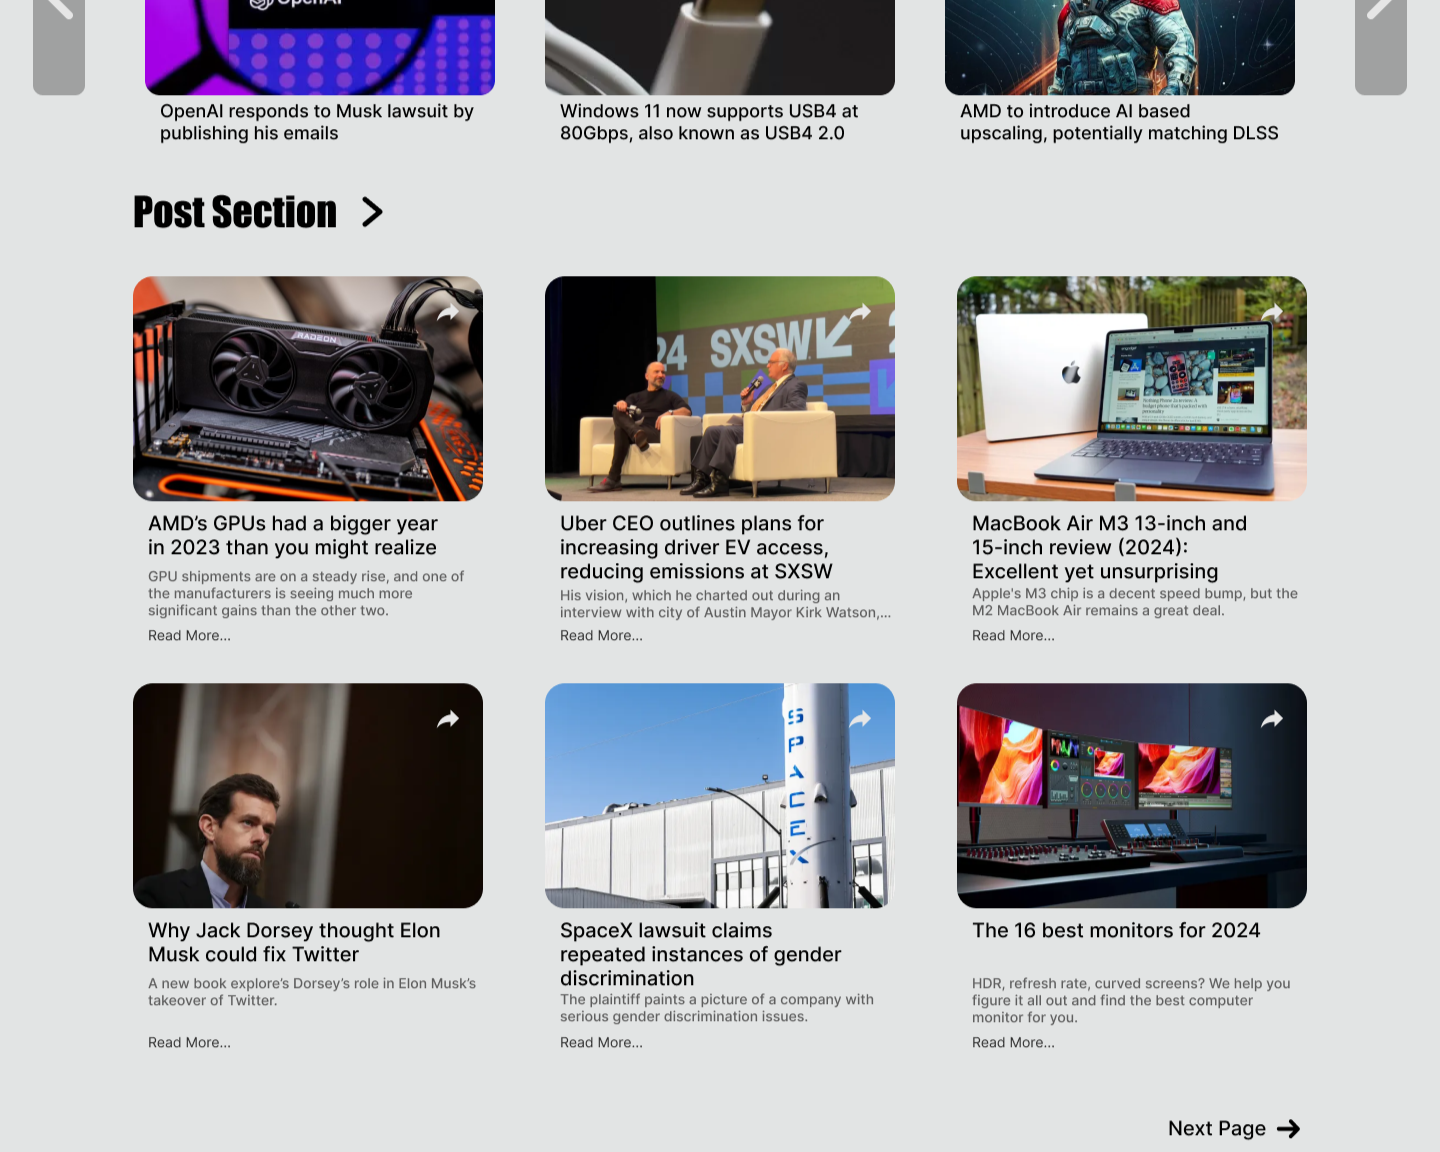 OpenAI
OpenAI responds to Musk lawsuit by
publishing his emails
Windows 11 now supports USB4 at
80Gbps, also known as USB4 2.0
AMD to introduce AI based
upscaling, potentially matching DLSS
Post Section
RADEON
24 SXSW 2
AMD’s GPUs had a bigger year
in 2023 than you might realize
GPU shipments are on a steady rise, and one of
the manufacturers is seeing much more
significant gains than the other two.
Read More...
Uber CEO outlines plans for
increasing driver EV access,
reducing emissions at SXSW
His vision, which he charted out during an
interview with city of Austin Mayor Kirk Watson,...
Read More...
MacBook Air M3 13-inch and
15-inch review (2024):
Excellent yet unsurprising
Apple's M3 chip is a decent speed bump, but the
M2 MacBook Air remains a great deal.
Read More...
SPACEX
Why Jack Dorsey thought Elon
Musk could fix Twitter
A new book explore’s Dorsey’s role in Elon Musk’s
takeover of Twitter.
Read More...
SpaceX lawsuit claims
repeated instances of gender
discrimination
The plaintiff paints a picture of a company with
serious gender discrimination issues.
Read More...
The 16 best monitors for 2024
HDR, refresh rate, curved screens? We help you
figure it all out and find the best computer
monitor for you.
Read More...
Next Page